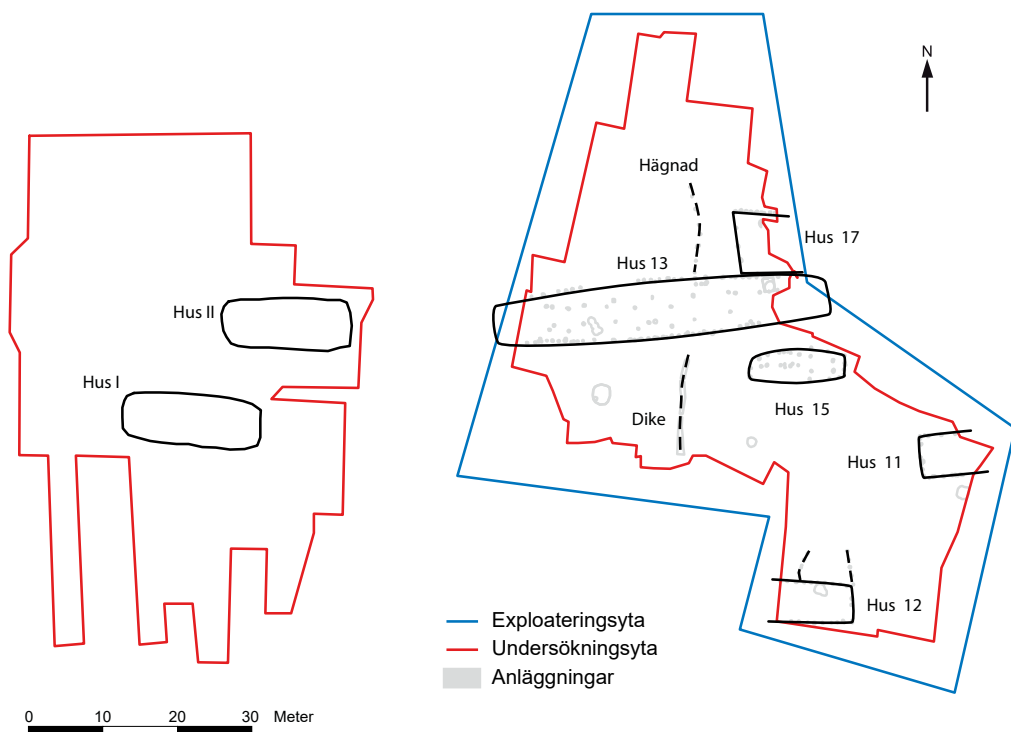 N
Hägnad
Hus 17
Hus 13
Hus II
Hus I
Hus 15
Dike
Hus 11
Hus 12
Exploateringsyta
Undersökningsyta
Anläggningar
0 10 20 30 Meter